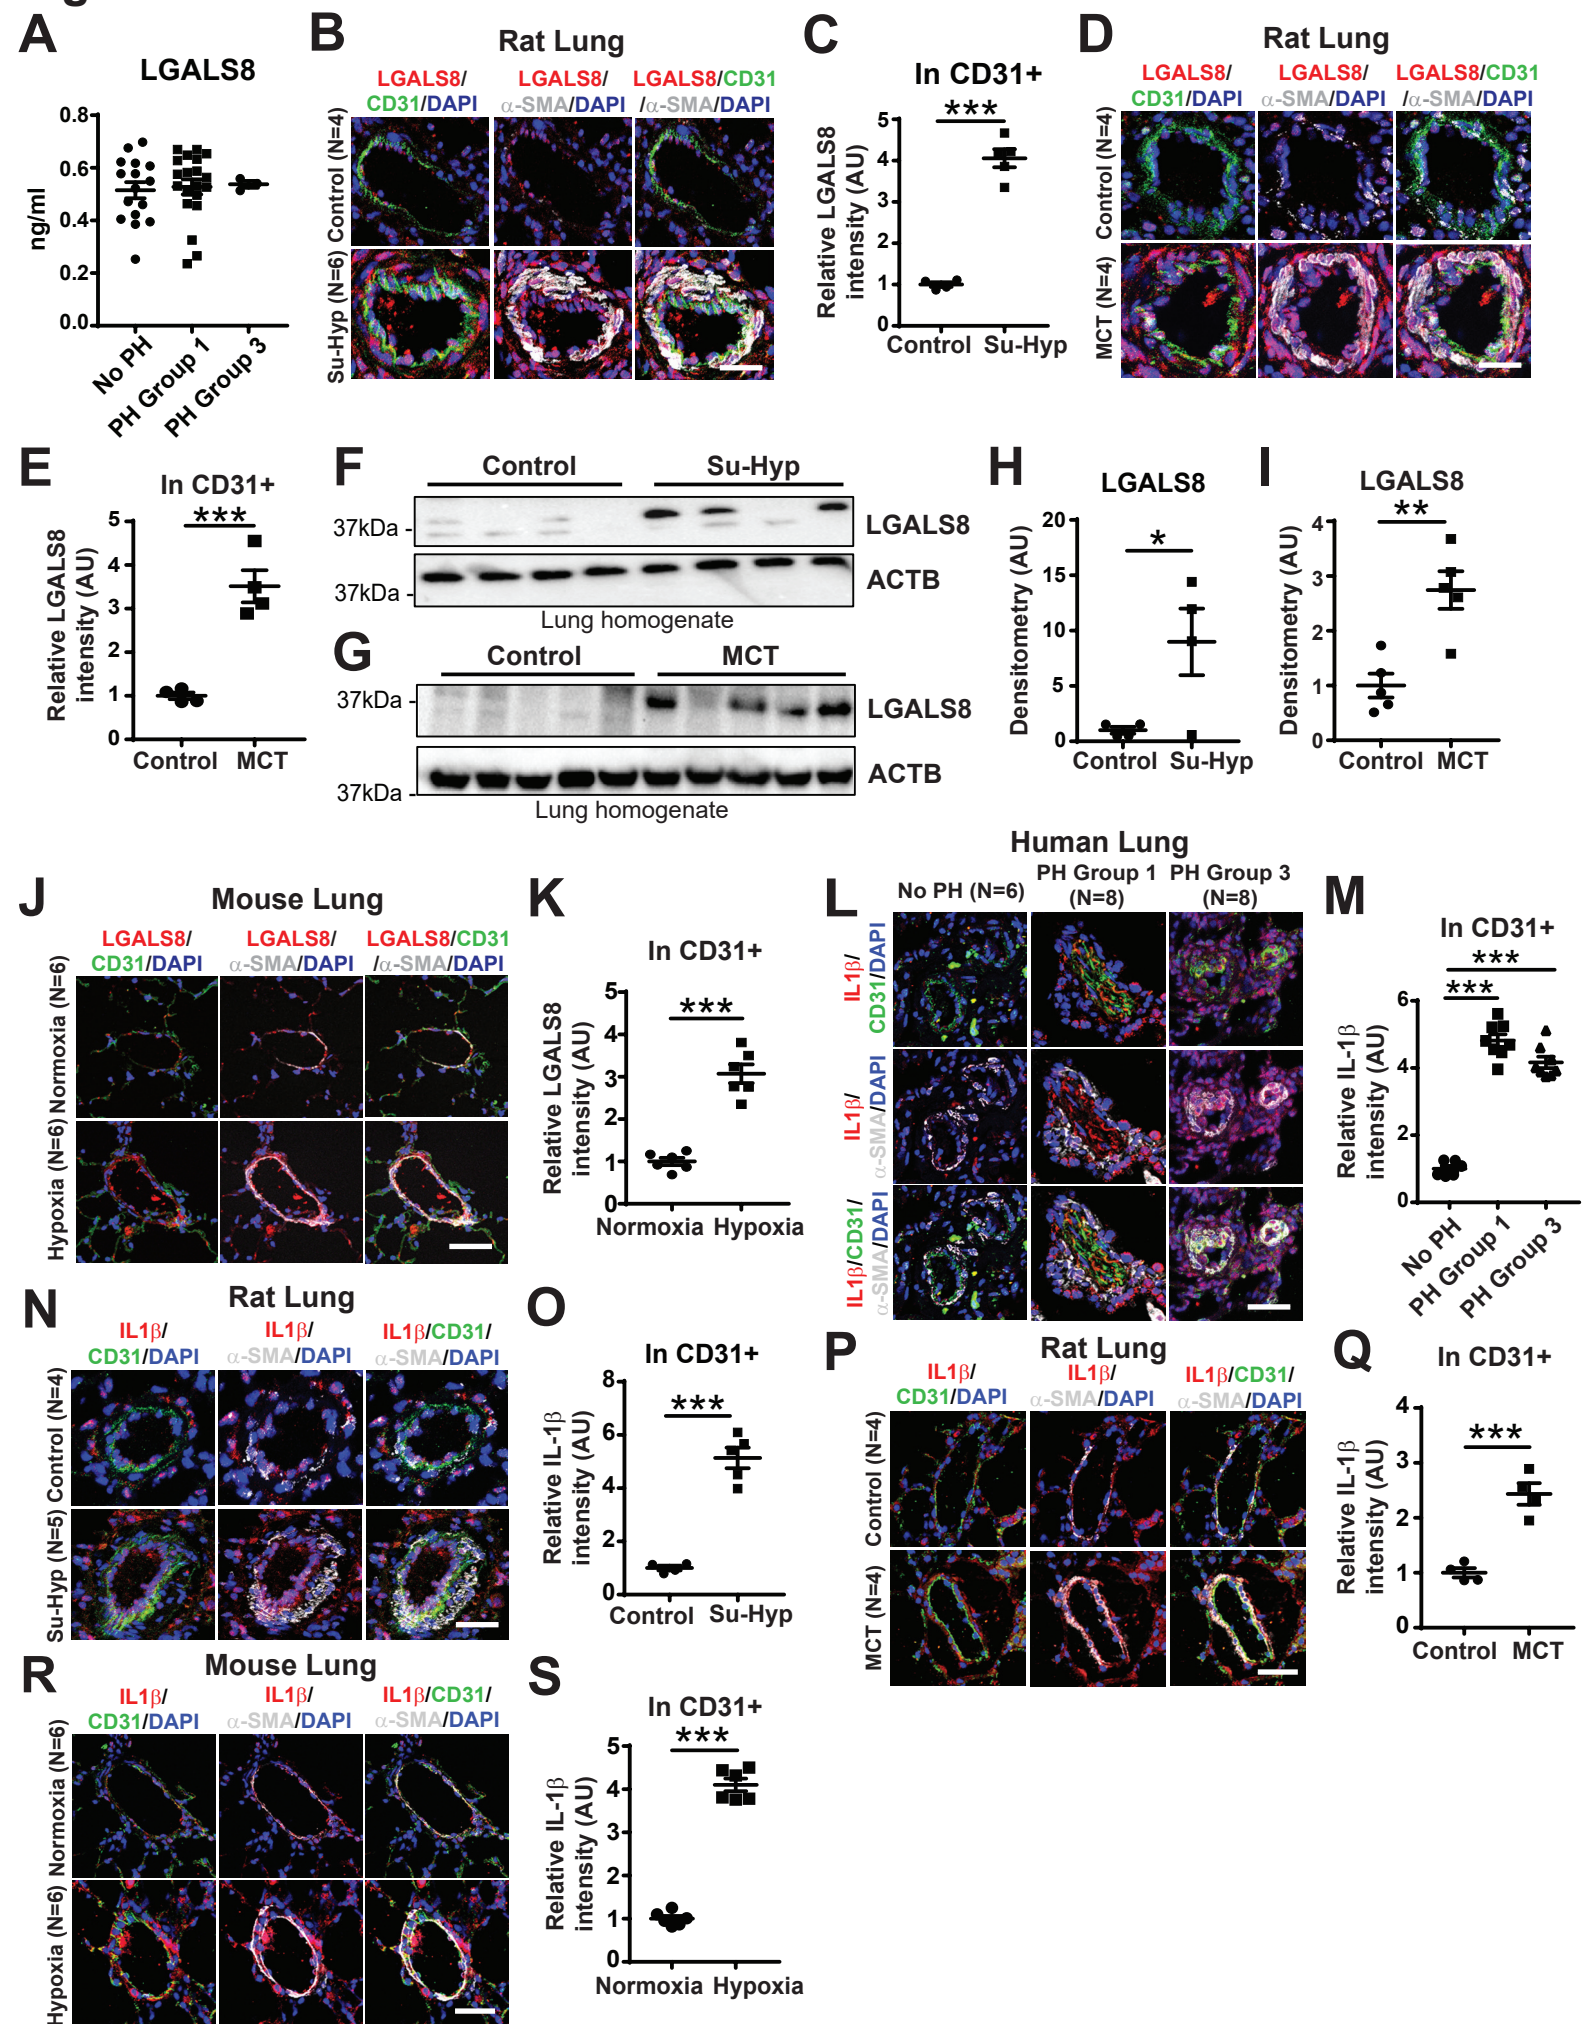 A
LGALS8
ng/ml
0.8
0.6
0.4
0.2
0.0
No PH
PH Group 1
PH Group 3
B
Rat Lung
LGALS8/
CD31/DAPI
LGALS8/
α-SMA/DAPI
LGALS8/CD31
/α-SMA/DAPI
Control (N=4)
Su-Hyp (N=6)
C
In CD31+
***
Relative LGALS8
intensity (AU)
5
4
3
2
1
0
Control Su-Hyp
D
Rat Lung
LGALS8/
CD31/DAPI
LGALS8/
α-SMA/DAPI
LGALS8/CD31
/α-SMA/DAPI
Control (N=4)
MCT (N=4)
E
In CD31+
***
Relative LGALS8
intensity (AU)
5
4
3
2
1
0
Control MCT
F
Control Su-Hyp
37kDa -
LGALS8
37kDa -
ACTB
Lung homogenate
G
Control MCT
37kDa -
LGALS8
37kDa -
ACTB
Lung homogenate
H
LGALS8
*
Densitometry (AU)
20
15
10
5
0
Control Su-Hyp
I
LGALS8
**
Densitometry (AU)
4
3
2
1
0
Control MCT
J
Mouse Lung
LGALS8/
CD31/DAPI
LGALS8/
α-SMA/DAPI
LGALS8/CD31
/α-SMA/DAPI
Normoxia (N=6)
Hypoxia (N=6)
K
In CD31+
***
Relative LGALS8
intensity (AU)
5
4
3
2
1
0
Normoxia Hypoxia
L
Human Lung
No PH (N=6)
PH Group 1
(N=8)
PH Group 3
(N=8)
IL1β/
CD31/DAPI
IL1β/
α-SMA/DAPI
IL1β/CD31/
α-SMA/DAPI
M
In CD31+
***
***
Relative IL-1β
intensity (AU)
6
4
2
0
No PH
PH Group 1
PH Group 3
N
Rat Lung
IL1β/
CD31/DAPI
IL1β/
α-SMA/DAPI
IL1β/CD31/
α-SMA/DAPI
Control (N=4)
Su-Hyp (N=5)
O
In CD31+
***
Relative IL-1β
intensity (AU)
8
6
4
2
0
Control Su-Hyp
P
Rat Lung
IL1β/
CD31/DAPI
IL1β/
α-SMA/DAPI
IL1β/CD31/
α-SMA/DAPI
Control (N=4)
MCT (N=4)
Q
In CD31+
***
Relative IL-1β
intensity (AU)
4
3
2
1
0
Control MCT
R
Mouse Lung
IL1β/
CD31/DAPI
IL1β/
α-SMA/DAPI
IL1β/CD31/
α-SMA/DAPI
Normoxia (N=6)
Hypoxia (N=6)
S
In CD31+
***
Relative IL-1β
intensity (AU)
5
4
3
2
1
0
Normoxia Hypoxia